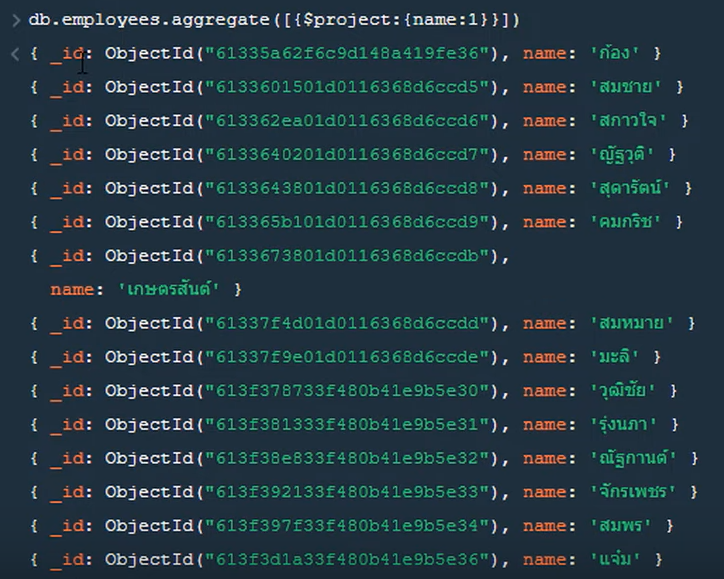 > db.employees.aggregate([{$project:{name:1}}])
< { _id: ObjectId("61335a62f6c9d148a419fe36"), name: 'ก้อง' }
{ _id: ObjectId("6133601501d0116368d6ccd5"), name: 'สมชาย' }
{ _id: ObjectId("613362ea01d0116368d6ccd6"), name: 'สกาวใจ' }
{ _id: ObjectId("6133640201d0116368d6ccd7"), name: 'ญัฐวุดิ' }
{ _id: ObjectId("6133643801d0116368d6ccd8"), name: 'สุดารัตน์' }
{ _id: ObjectId("613365b101d0116368d6ccd9"), name: 'คมกริช' }
{ _id: ObjectId("6133673801d0116368d6ccdb"),
name: 'เกษตรสันต์' }
{ _id: ObjectId("61337f4d01d0116368d6ccdd"), name: 'สมหมาย' }
{ _id: ObjectId("61337f9e01d0116368d6ccde"), name: 'มะลิ' }
{ _id: ObjectId("613f378733f480b41e9b5e30"), name: 'วุฒิชัย' }
{ _id: ObjectId("613f381333f480b41e9b5e31"), name: 'รุ่งนภา' }
{ _id: ObjectId("613f38e833f480b41e9b5e32"), name: 'ณัฐกานต์' }
{ _id: ObjectId("613f392133f480b41e9b5e33"), name: 'จักรเพชร' }
{ _id: ObjectId("613f397f33f480b41e9b5e34"), name: 'สมพร' }
{ _id: ObjectId("613f3d1a33f480b41e9b5e36"), name: 'แจ๋ม' }